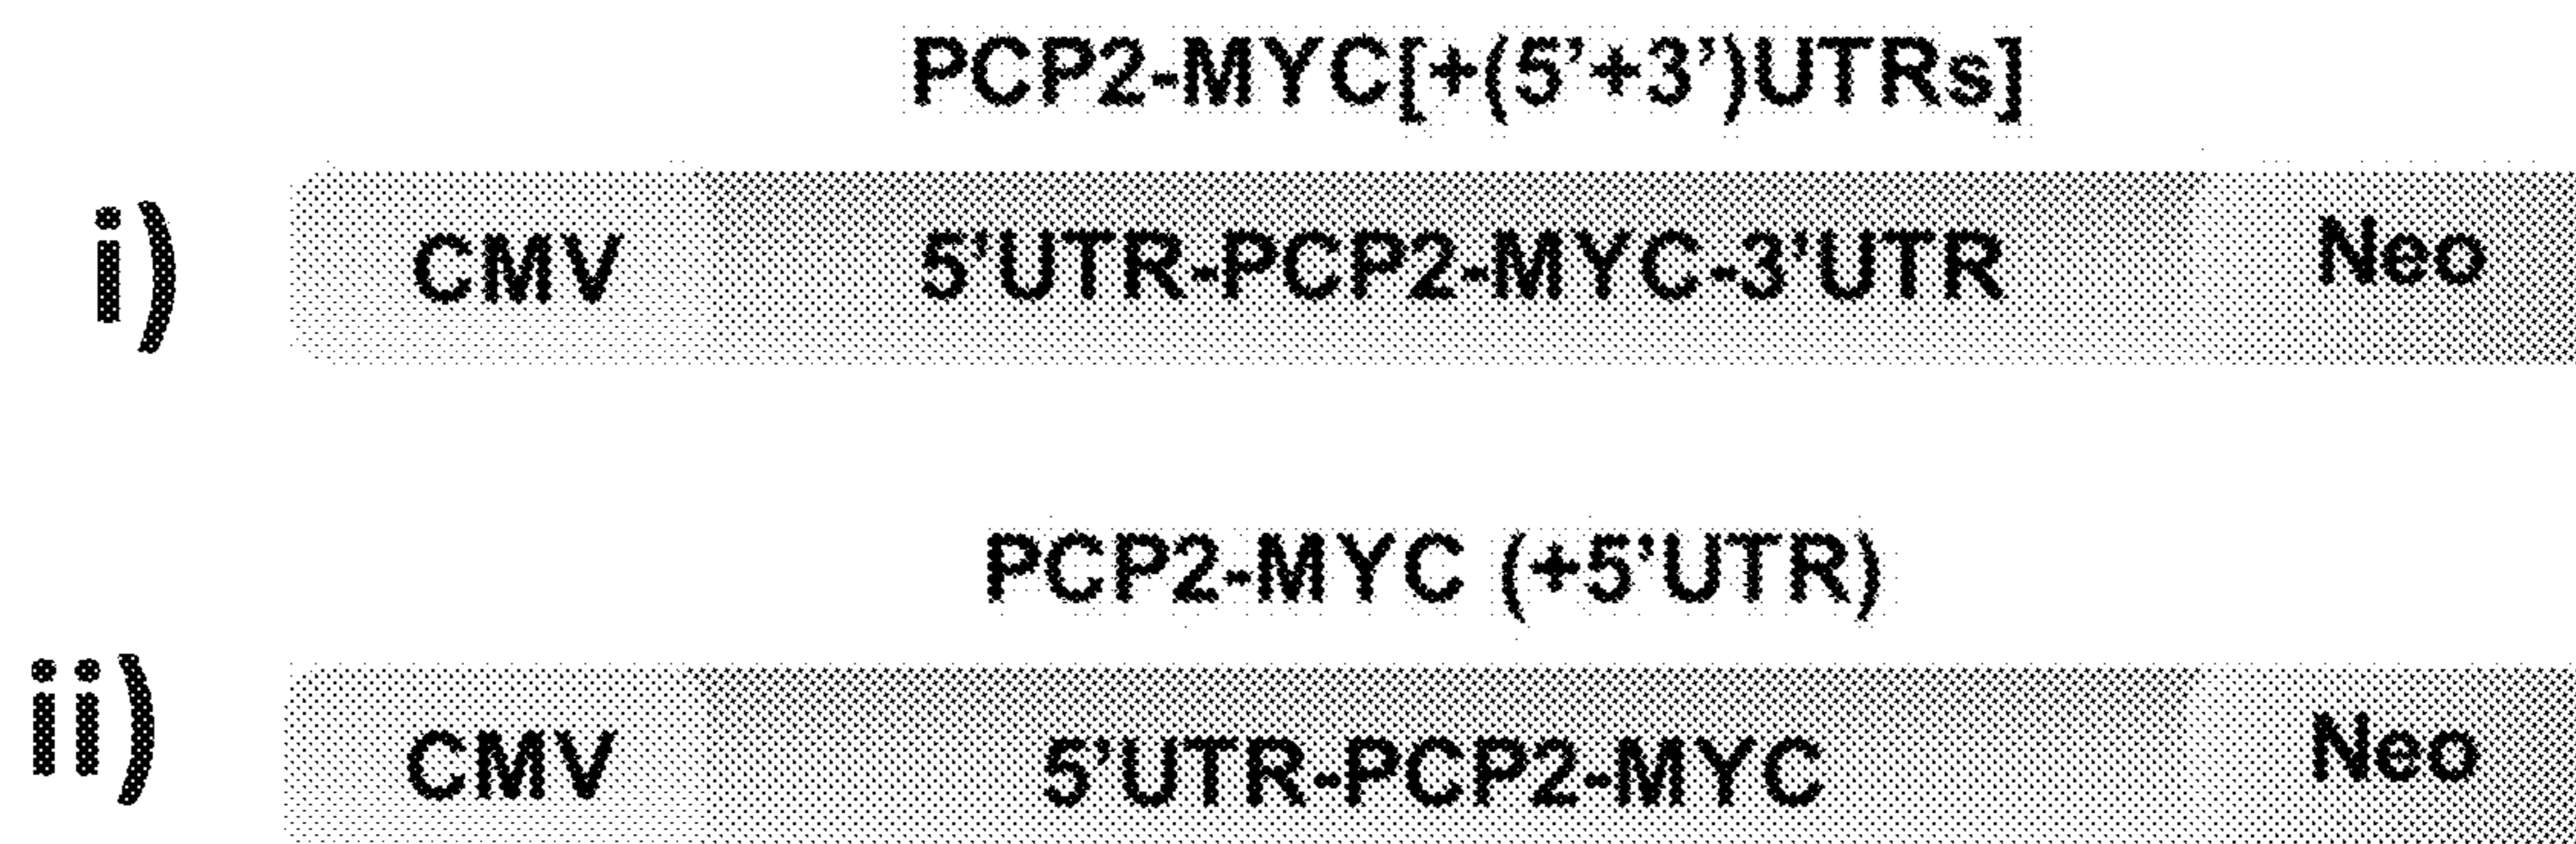 PCP2-MYC[+(5'+3')UTRs]
i) CMV 5'UTR-PCP2-MYC-3'UTR Neo
PCP2-MYC (+5'UTR)
ii) CMV 5'UTR-PCP2-MYC Neo